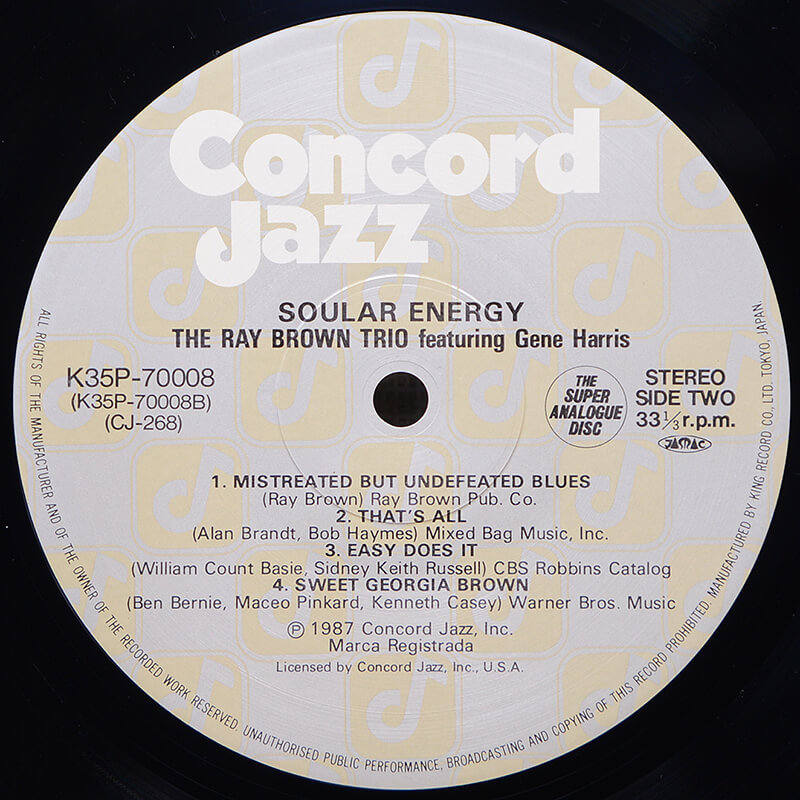 Concord
Jazz
SOULAR ENERGY
THE RAY BROWN TRIO featuring Gene Harris
K35P-70008
(K35P-70008B)
(CJ-268)
THE
SUPER
ANALOGUE
DISC
STEREO
SIDE TWO
33 1/3 r.p.m.
JASRAC
1. MISTREATED BUT UNDEFEATED BLUES
(Ray Brown) Ray Brown Pub. Co.
2. THAT'S ALL
(Alan Brandt, Bob Haymes) Mixed Bag Music, Inc.
3. EASY DOES IT
(William Count Basie, Sidney Keith Russell) CBS Robbins Catalog
4. SWEET GEORGIA BROWN
(Ben Bernie, Maceo Pinkard, Kenneth Casey) Warner Bros. Music
℗ 1987 Concord Jazz, Inc.
Marca Registrada
Licensed by Concord Jazz, Inc., U.S.A.
ALL RIGHTS OF THE MANUFACTURER AND OF THE OWNER OF THE RECORDED WORK RESERVED. UNAUTHORISED PUBLIC PERFORMANCE, BROADCASTING AND COPYING OF THIS RECORD PROHIBITED. MANUFACTURED BY KING RECORD CO., LTD. TOKYO, JAPAN.